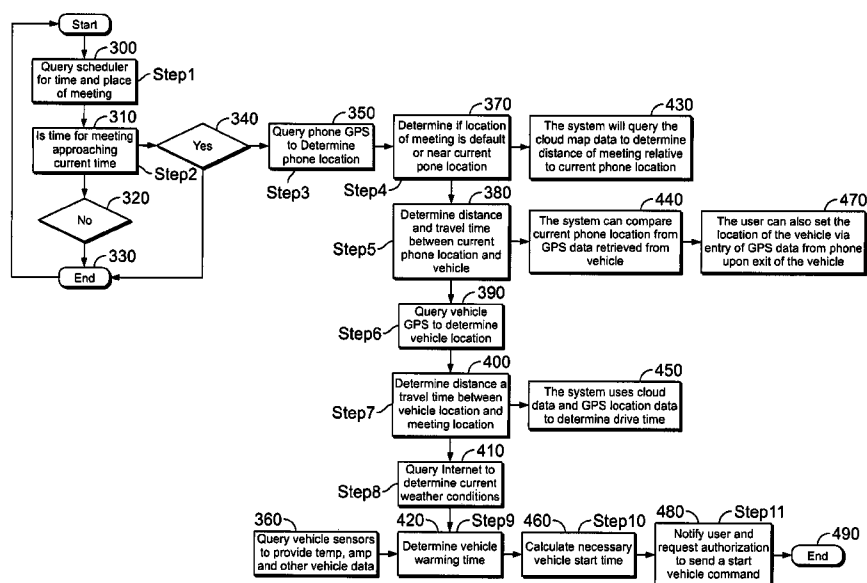 Start
300
Query scheduler
for time and place
of meeting
Step1
310
Is time for meeting
approaching
current time
Step2
320
No
330
End
340
Yes
350
Query phone GPS
to Determine
phone location
Step3
370
Determine if location
of meeting is default
or near current
pone location
Step4
430
The system will query the
cloud map data to determine
distance of meeting relative
to current phone location
380
Determine distance
and travel time
between current
phone location and
vehicle
Step5
440
The system can compare
current phone location from
GPS data retrieved from
vehicle
470
The user can also set the
location of the vehicle via
entry of GPS data from phone
upon exit of the vehicle
390
Query vehicle
GPS to determine
vehicle location
Step6
400
Determine distance a
travel time between
vehicle location and
meeting location
Step7
450
The system uses cloud
data and GPS location data
to determine drive time
410
Query Internet to
determine current
weather conditions
Step8
360
Query vehicle sensors
to provide temp, amp
and other vehicle data
420
Step9
Determine vehicle
warming time
460
Step10
Calculate necessary
vehicle start time
480
Step11
Notify user and
request authorization
to send a start
vehicle command
490
End